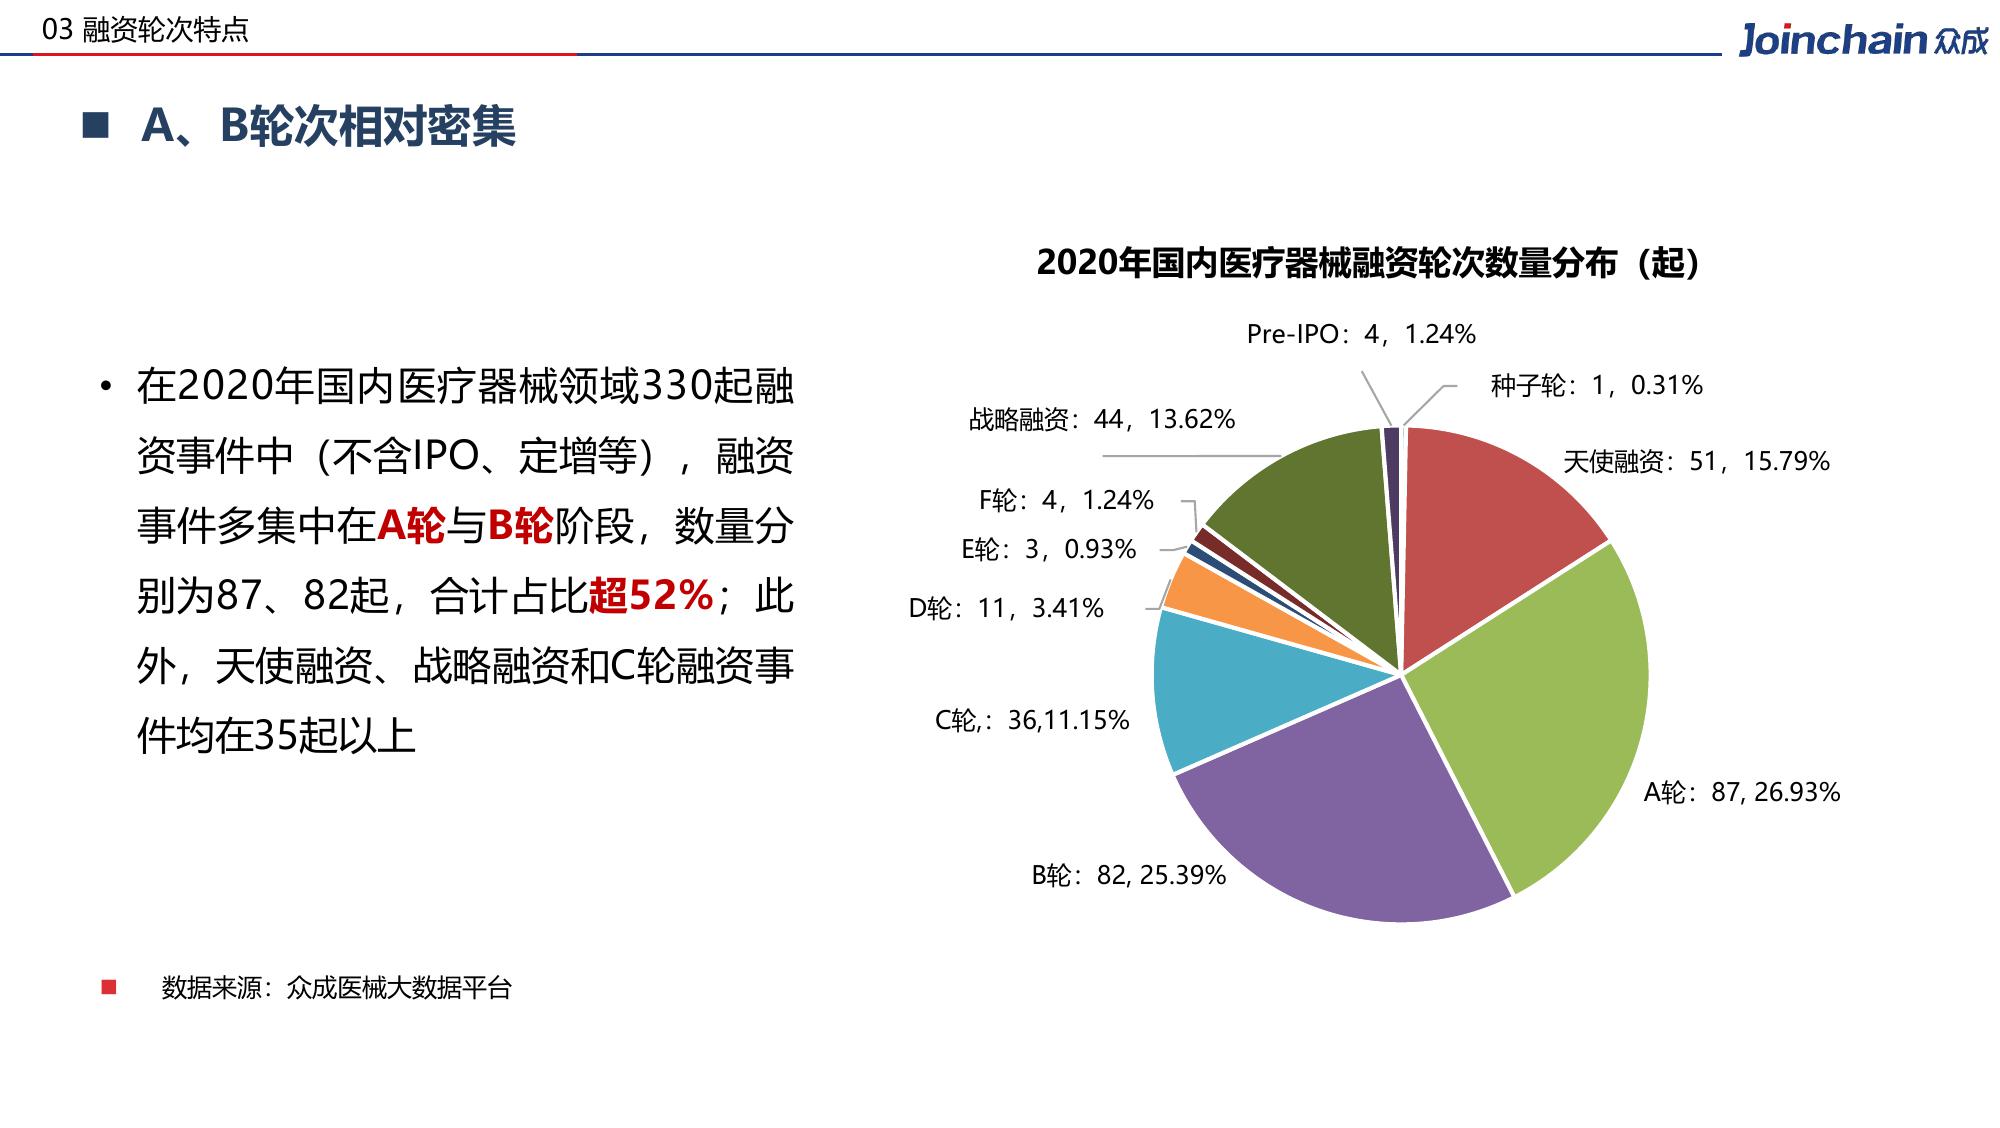 03 融资轮次特点
Joinchain 众成
■ A、B轮次相对密集
• 在2020年国内医疗器械领域330起融
资事件中（不含IPO、定增等），融资
事件多集中在A轮与B轮阶段，数量分
别为87、82起，合计占比超52%；此
外，天使融资、战略融资和C轮融资事
件均在35起以上
2020年国内医疗器械融资轮次数量分布（起）
Pre-IPO：4，1.24%
种子轮：1，0.31%
战略融资：44，13.62%
天使融资：51，15.79%
F轮：4，1.24%
E轮：3，0.93%
D轮：11，3.41%
C轮,：36,11.15%
A轮：87, 26.93%
B轮：82, 25.39%
■ 数据来源：众成医械大数据平台